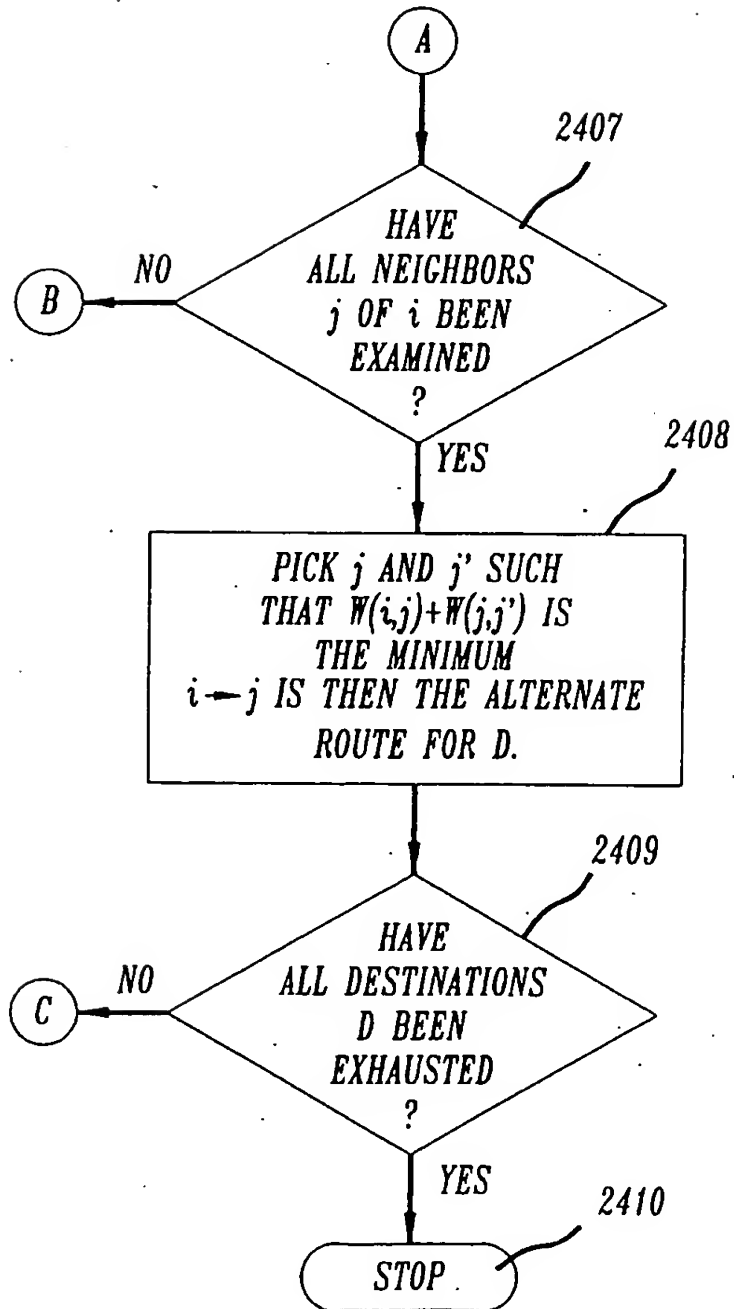 A
2407
HAVE
ALL NEIGHBORS
j OF i BEEN
EXAMINED
?
NO
B
YES
2408
PICK j AND j' SUCH
THAT W(i,j)+W(j,j') IS
THE MINIMUM
i→j IS THEN THE ALTERNATE
ROUTE FOR D.
2409
HAVE
ALL DESTINATIONS
D BEEN
EXHAUSTED
?
NO
C
YES
2410
STOP